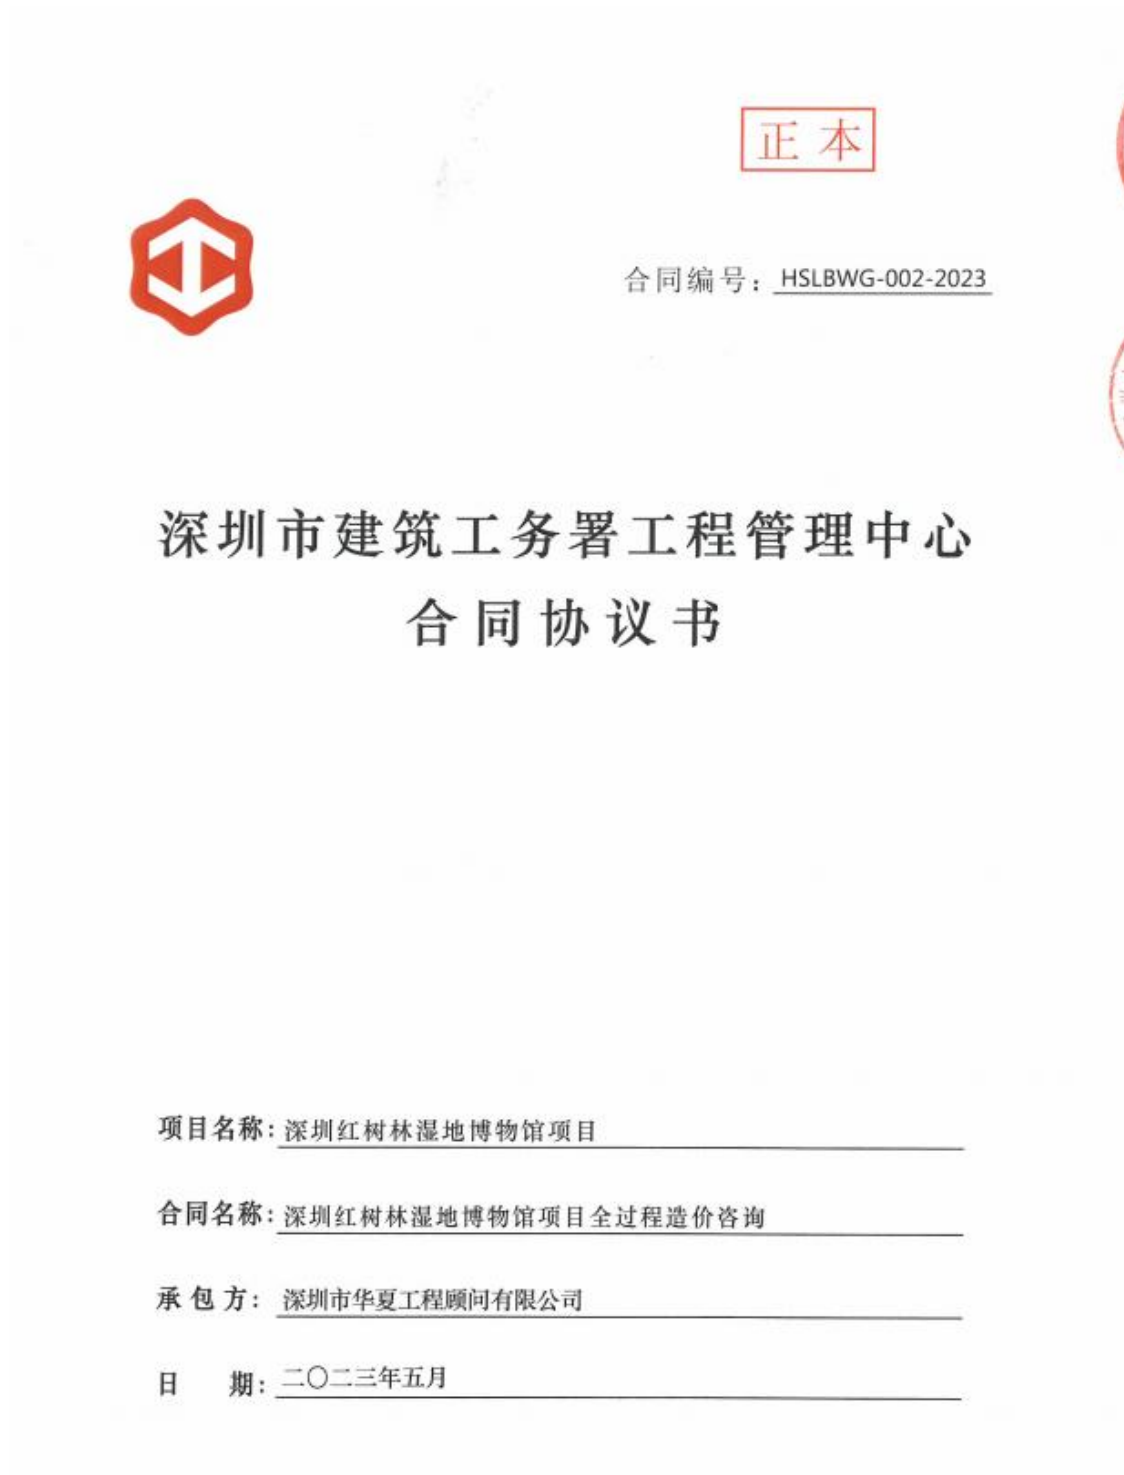 正本
合同编号：HSLBWG-002-2023
深圳市建筑工务署工程管理中心
合同协议书
项目名称：深圳红树林湿地博物馆项目
合同名称：深圳红树林湿地博物馆项目全过程造价咨询
承包方：深圳市华夏工程顾问有限公司
日期：二〇二三年五月